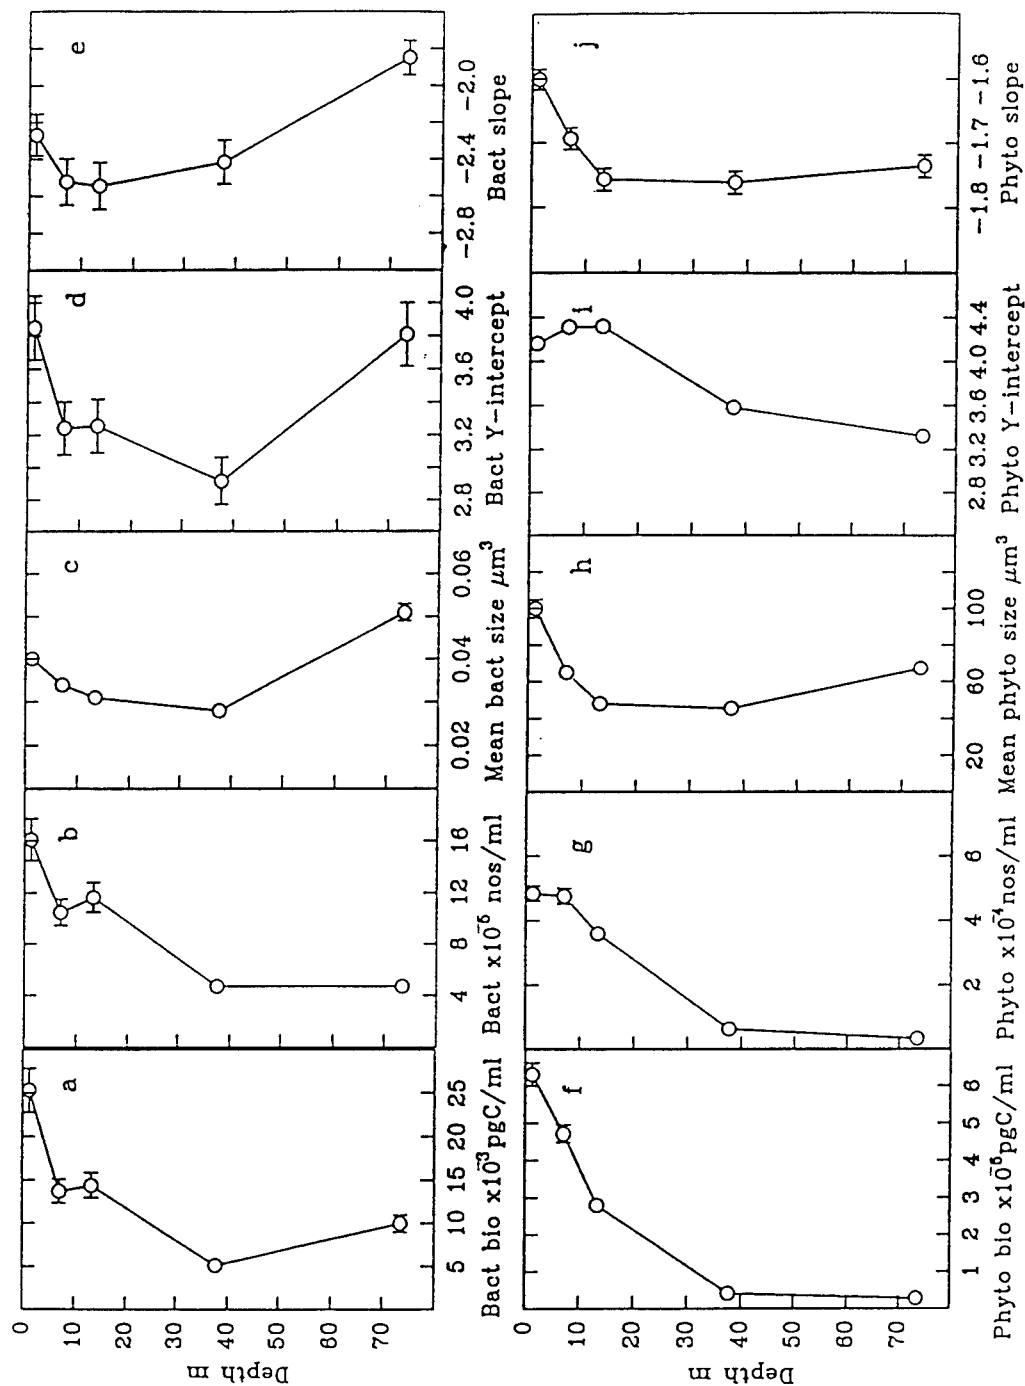 Depth m
0
10
20
30
40
50
60
70
a
5 10 15 20 25
Bact bio x10⁻³pgC/ml
b
4 8 12 16
Bact x10⁻⁵ nos/ml
c
0.02 0.04 0.06
Mean bact size μm³
d
2.8 3.2 3.6 4.0
Bact Y-intercept
e
-2.8 -2.4 -2.0
Bact slope
Depth m
0
10
20
30
40
50
60
70
f
1 2 3 4 5 6
Phyto bio x10⁻⁵pgC/ml
g
2 4 6
Phyto x10⁻⁴ nos/ml
h
20 60 100
Mean phyto size μm³
i
2.8 3.2 3.6 4.0 4.4
Phyto Y-intercept
j
-1.8 -1.7 -1.6
Phyto slope